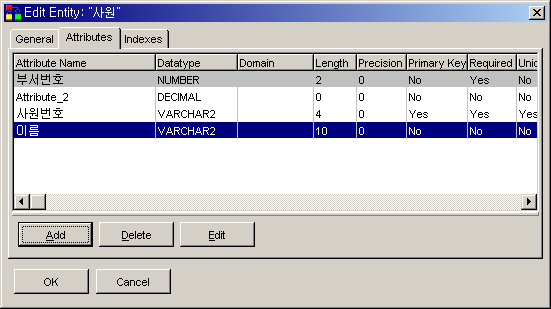 Edit Entity: "사원"
General Attributes Indexes
Attribute Name Datatype Domain Length Precision Primary Key Required Unic
부서번호 NUMBER 2 0 No Yes No
Attribute_2 DECIMAL 0 0 No No No
사원번호 VARCHAR2 4 0 Yes Yes Yes
이름 VARCHAR2 10 0 No No No
Add Delete Edit
OK Cancel